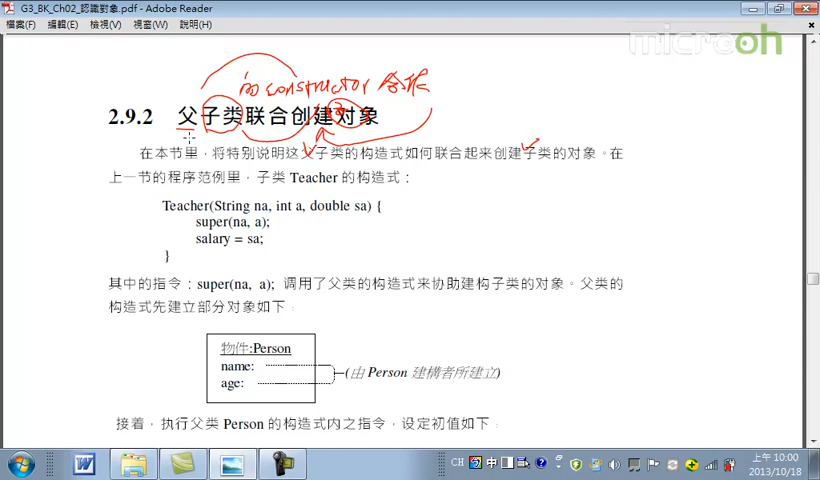 G3_BK_Ch02_認識對象.pdf - Adobe Reader
檔案(F) 編輯(E) 檢視(V) 視窗(W) 說明(H)
microoh
的 constructor
2.9.2 父子类联合创建对象
在本节里，将特别说明这父子类的构造式如何联合起来创建子类的对象。在
上一节的程序范例里，子类 Teacher 的构造式：
Teacher(String na, int a, double sa) {
super(na, a);
salary = sa;
}
其中的指令：super(na, a); 调用了父类的构造式来协助建构子类的对象。父类的
构造式先建立部分对象如下：
物件:Person
name:
age:
(由 Person 建構者所建立)
接着，执行父类 Person 的构造式内之指令，设定初值如下：
CH 中
上午 10:00
2013/10/18